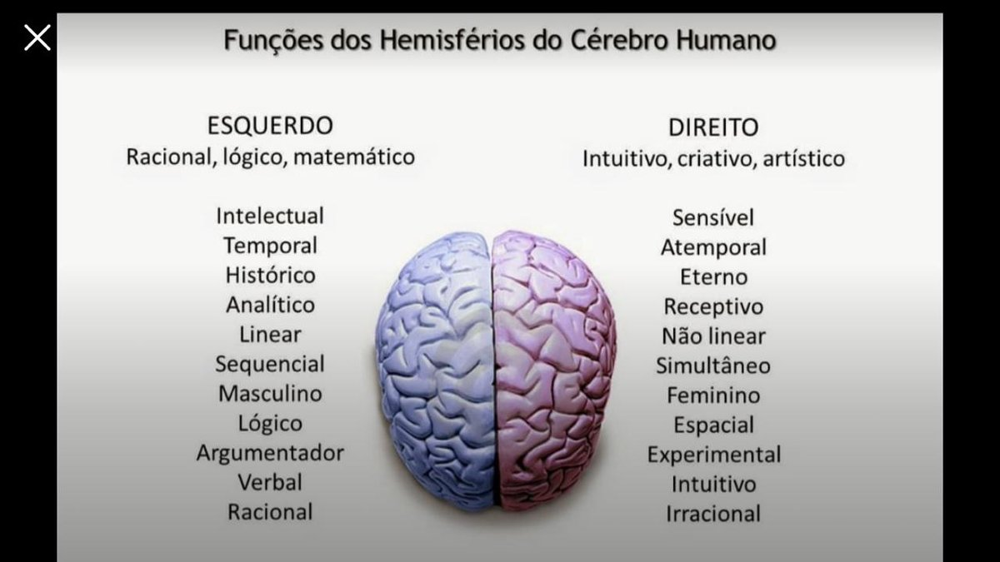 Funções dos Hemisférios do Cérebro Humano
ESQUERDO
Racional, lógico, matemático
Intelectual
Temporal
Histórico
Analítico
Linear
Sequencial
Masculino
Lógico
Argumentador
Verbal
Racional
DIREITO
Intuitivo, criativo, artístico
Sensível
Atemporal
Eterno
Receptivo
Não linear
Simultâneo
Feminino
Espacial
Experimental
Intuitivo
Irracional